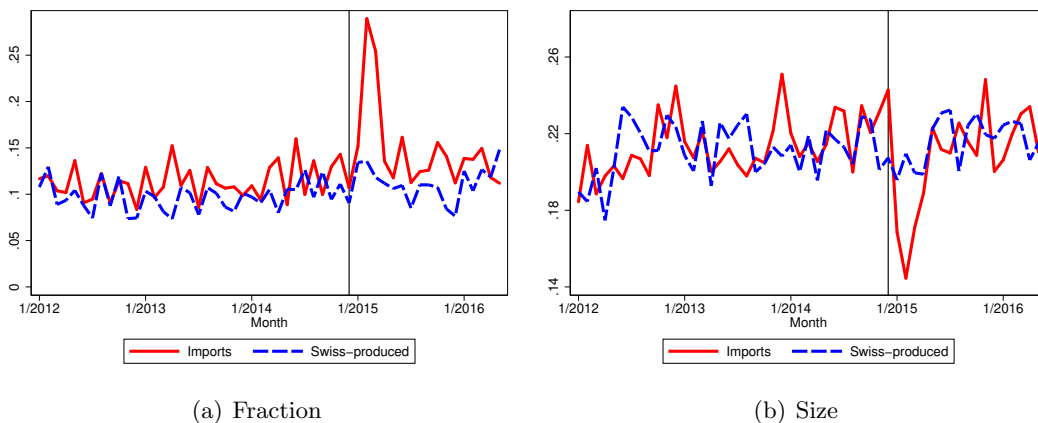 0 .05 .1 .15 .2 .25
1/2012 1/2013 1/2014 1/2015 1/2016
Month
Imports Swiss−produced
(a) Fraction
.14 .18 .22 .26
1/2012 1/2013 1/2014 1/2015 1/2016
Month
Imports Swiss−produced
(b) Size